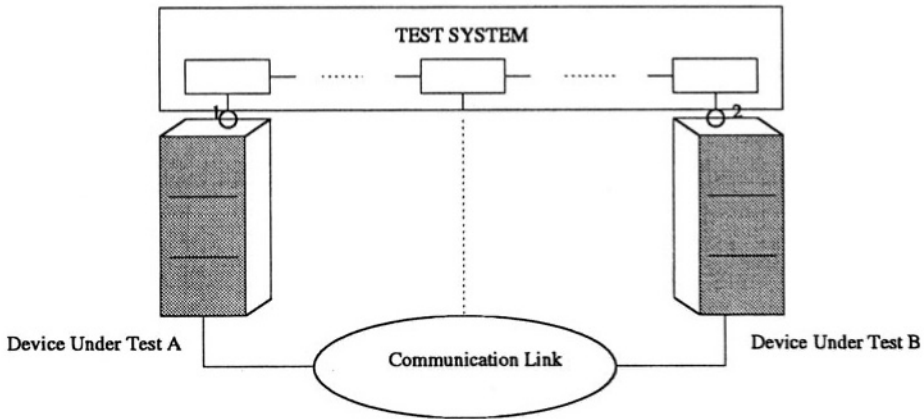 TEST SYSTEM
1
2
Device Under Test A
Communication Link
Device Under Test B